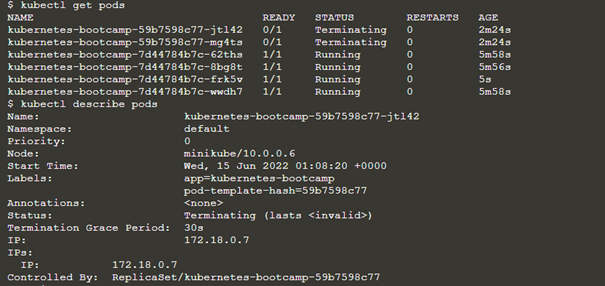 $ kubectl get pods
NAME READY STATUS RESTARTS AGE
kubernetes-bootcamp-59b7598c77-jtl42 0/1 Terminating 0 2m24s
kubernetes-bootcamp-59b7598c77-mg4ts 0/1 Terminating 0 2m24s
kubernetes-bootcamp-7d44784b7c-62ths 1/1 Running 0 5m58s
kubernetes-bootcamp-7d44784b7c-8bg8t 1/1 Running 0 5m56s
kubernetes-bootcamp-7d44784b7c-frk5v 1/1 Running 0 5s
kubernetes-bootcamp-7d44784b7c-wwdh7 1/1 Running 0 5m58s
$ kubectl describe pods
Name: kubernetes-bootcamp-59b7598c77-jtl42
Namespace: default
Priority: 0
Node: minikube/10.0.0.6
Start Time: Wed, 15 Jun 2022 01:08:20 +0000
Labels: app=kubernetes-bootcamp
pod-template-hash=59b7598c77
Annotations: <none>
Status: Terminating (lasts <invalid>)
Termination Grace Period: 30s
IP: 172.18.0.7
IPs:
IP: 172.18.0.7
Controlled By: ReplicaSet/kubernetes-bootcamp-59b7598c77